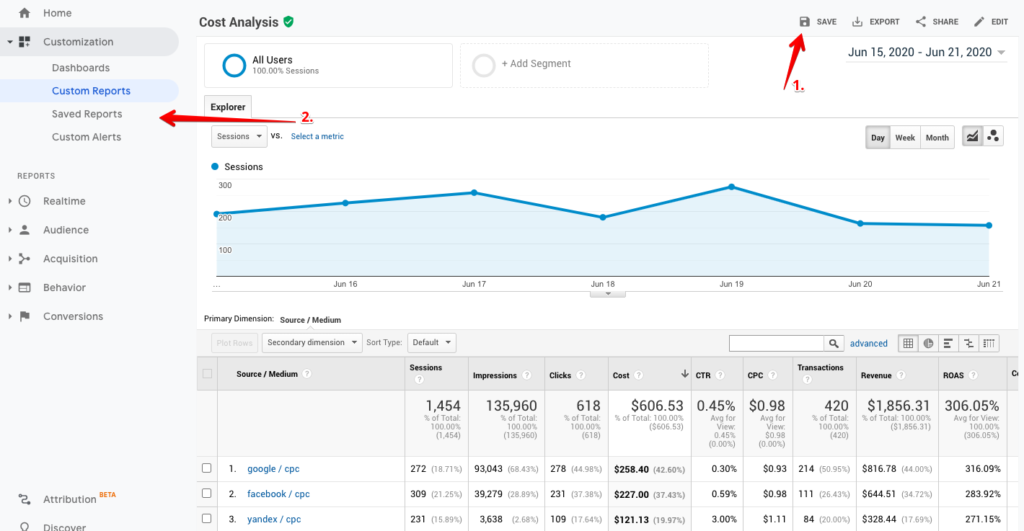 Home
Customization
Dashboards
Custom Reports
Saved Reports
Custom Alerts
REPORTS
Realtime
Audience
Acquisition
Behavior
Conversions
Attribution BETA
Discover
Cost Analysis
SAVE EXPORT SHARE EDIT
1.
2.
All Users
100.00% Sessions
+ Add Segment
Jun 15, 2020 - Jun 21, 2020
Explorer
Sessions VS. Select a metric
Day Week Month
Sessions
300
200
100
... Jun 16 Jun 17 Jun 18 Jun 19 Jun 20 Jun 21
Primary Dimension: Source / Medium
Plot Rows Secondary dimension Sort Type: Default advanced
Source / Medium ? Sessions ? Impressions ? Clicks ? Cost ? CTR ? CPC ? Transactions ? Revenue ? ROAS ?
1,454 135,960 618 $606.53 0.45% $0.98 420 $1,856.31 306.05%
% of Total: 100.00% (1,454)
% of Total: 100.00% (135,960)
% of Total: 100.00% (618)
% of Total: 100.00% ($606.53)
Avg for View: 0.45% (0.00%)
Avg for View: $0.98 (0.00%)
% of Total: 100.00% (420)
% of Total: 100.00% ($1,856.31)
Avg for View: 100.00% (306.05%)
1. google / cpc 272 (18.71%) 93,043 (68.43%) 278 (44.98%) $258.40 (42.60%) 0.30% $0.93 214 (50.95%) $816.78 (44.00%) 316.09%
2. facebook / cpc 309 (21.25%) 39,279 (28.89%) 231 (37.38%) $227.00 (37.43%) 0.59% $0.98 111 (26.43%) $644.51 (34.72%) 283.92%
3. yandex / cpc 231 (15.89%) 3,638 (2.68%) 109 (17.64%) $121.13 (19.97%) 3.00% $1.11 84 (20.00%) $328.44 (17.69%) 271.15%